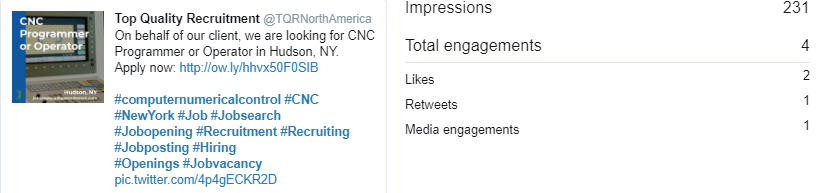 CNC
Programmer
or Operator
Hudson, NY
Top Quality Recruitment @TQRNorthAmerica
On behalf of our client, we are looking for CNC
Programmer or Operator in Hudson, NY.
Apply now: http://ow.ly/hhvx50F0SIB
#computernumericalcontrol #CNC
#NewYork #Job #Jobsearch
#Jobopening #Recruitment #Recruiting
#Jobposting #Hiring
#Openings #Jobvacancy
pic.twitter.com/4p4gECKR2D
Impressions 231
Total engagements 4
Likes 2
Retweets 1
Media engagements 1